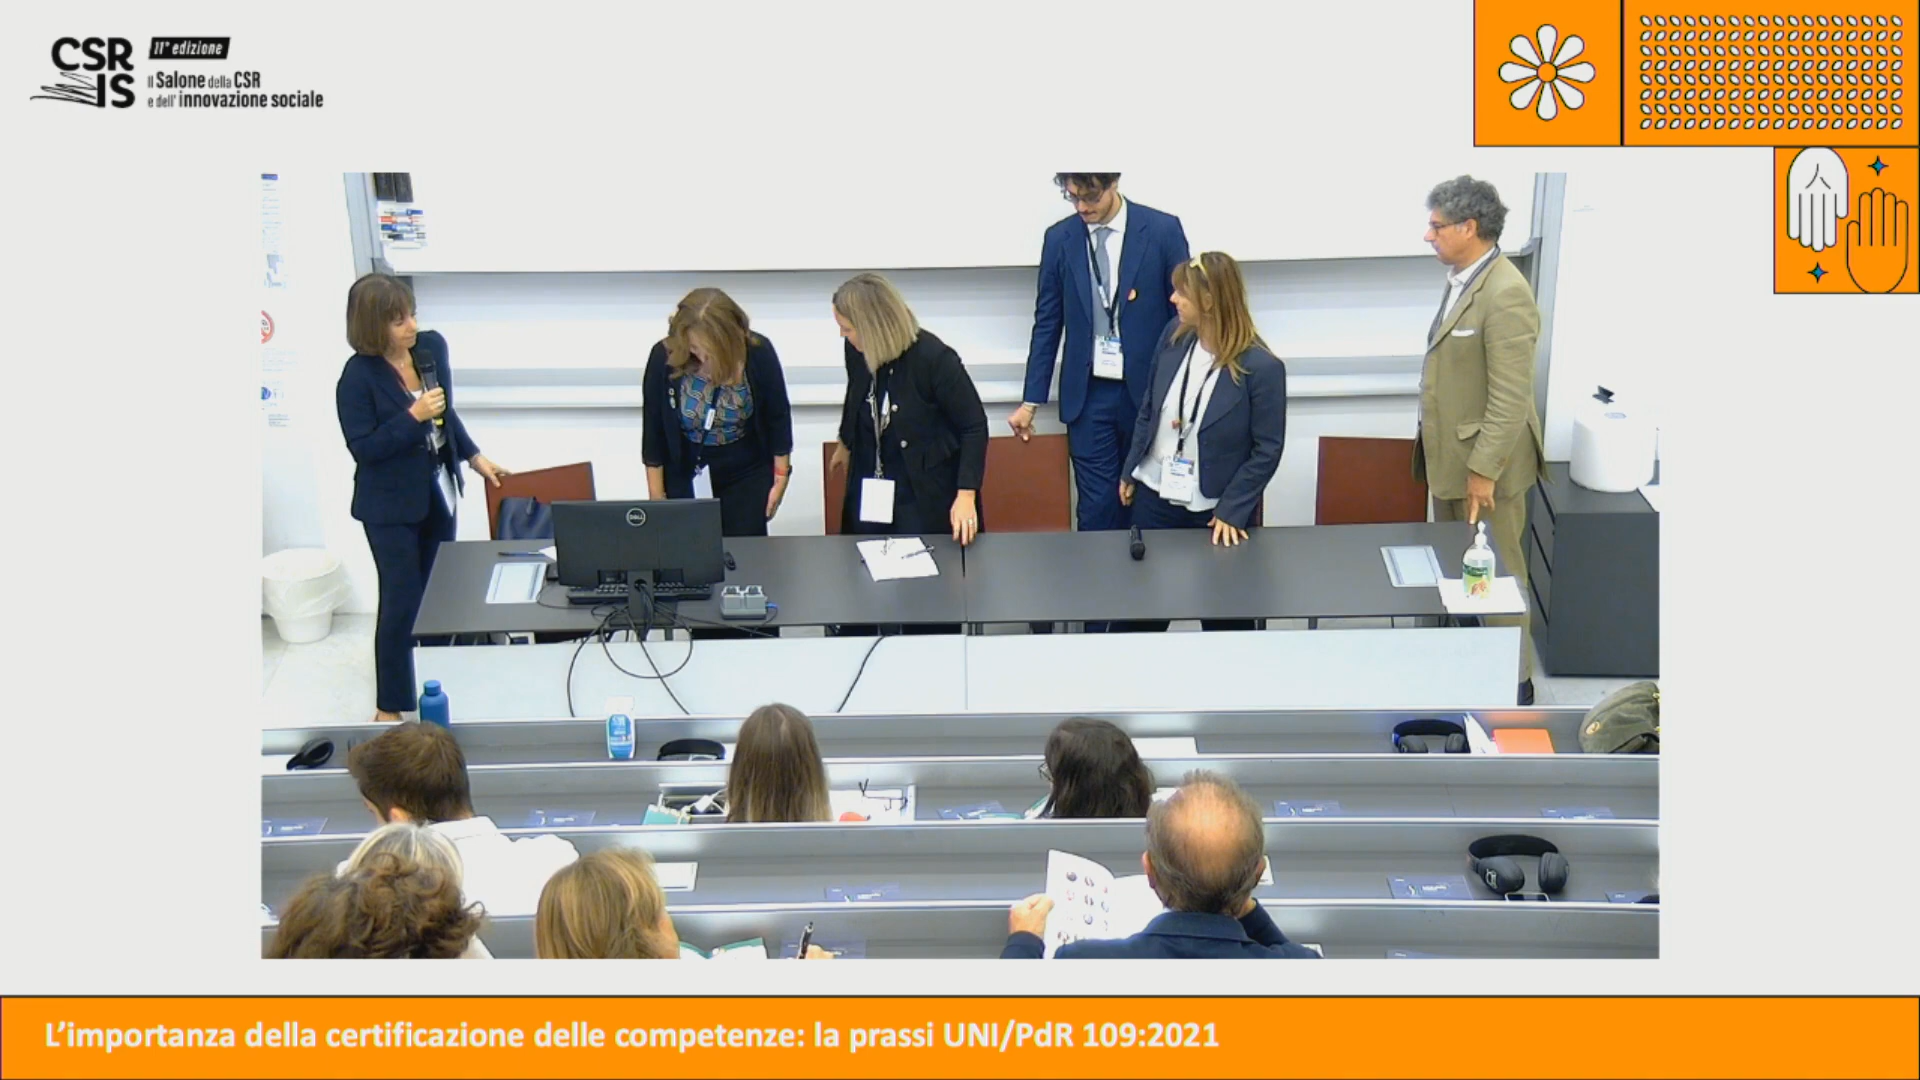 CSR
IS
11ª edizione
Il Salone della CSR
e dell' innovazione sociale
DELL
L'importanza della certificazione delle competenze: la prassi UNI/PdR 109:2021